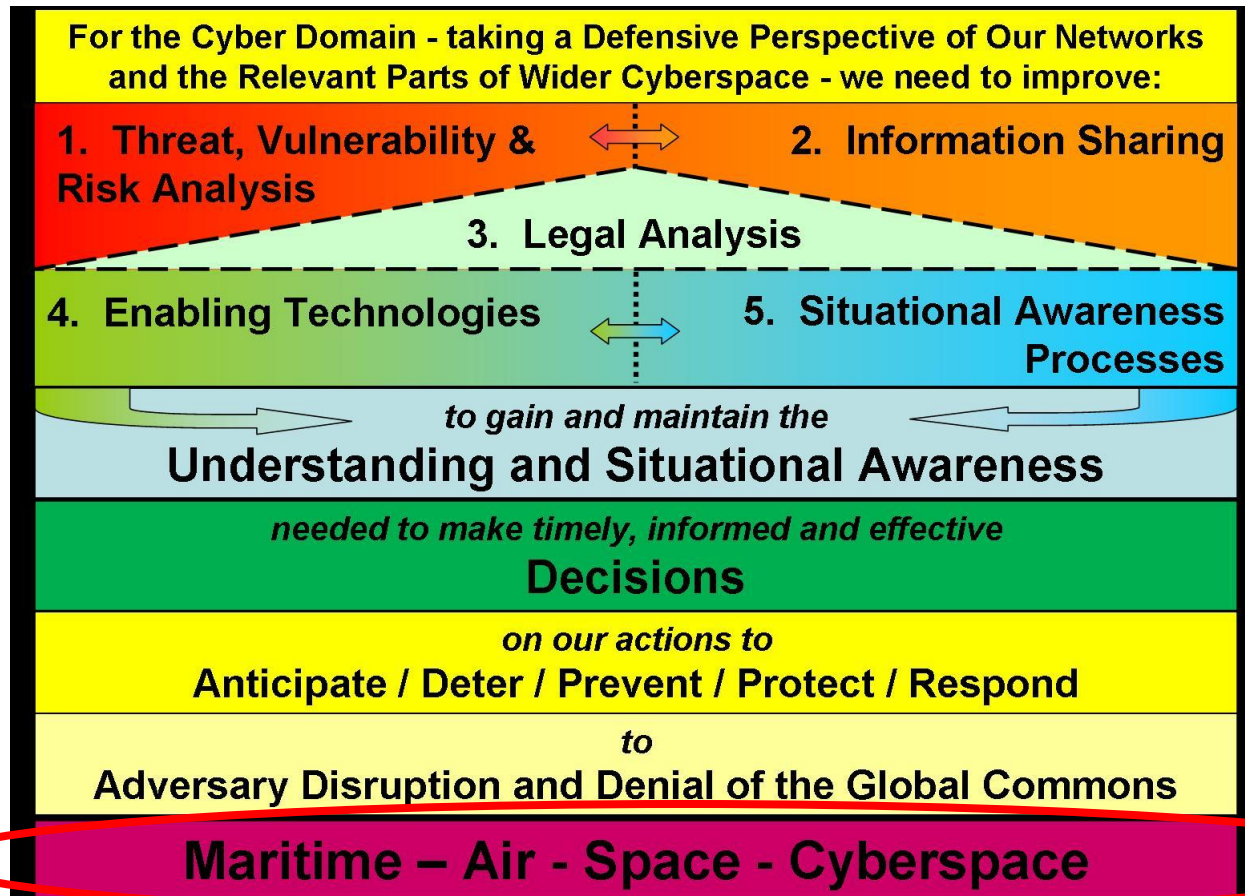 For the Cyber Domain - taking a Defensive Perspective of Our Networks
and the Relevant Parts of Wider Cyberspace - we need to improve:
1. Threat, Vulnerability &
Risk Analysis
2. Information Sharing
3. Legal Analysis
4. Enabling Technologies
5. Situational Awareness
Processes
to gain and maintain the
Understanding and Situational Awareness
needed to make timely, informed and effective
Decisions
on our actions to
Anticipate / Deter / Prevent / Protect / Respond
to
Adversary Disruption and Denial of the Global Commons
Maritime – Air - Space - Cyberspace